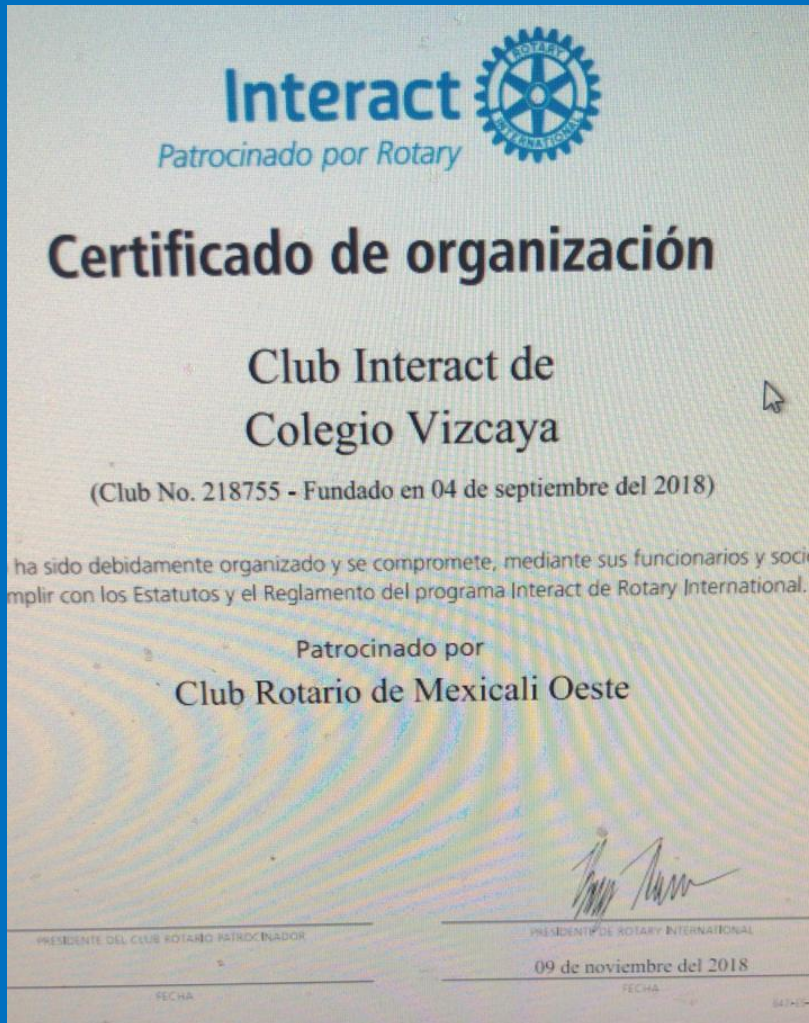 Interact
ROTARY
INTERNATIONAL
Patrocinado por Rotary
Certificado de organización
Club Interact de
Colegio Vizcaya
(Club No. 218755 - Fundado en 04 de septiembre del 2018)
ha sido debidamente organizado y se compromete, mediante sus funcionarios y soci
mplir con los Estatutos y el Reglamento del programa Interact de Rotary International.
Patrocinado por
Club Rotario de Mexicali Oeste
PRESIDENTE DEL CLUB ROTARIO PATROCINADOR
PRESIDENTE DE ROTARY INTERNATIONAL
09 de noviembre del 2018
FECHA
FECHA